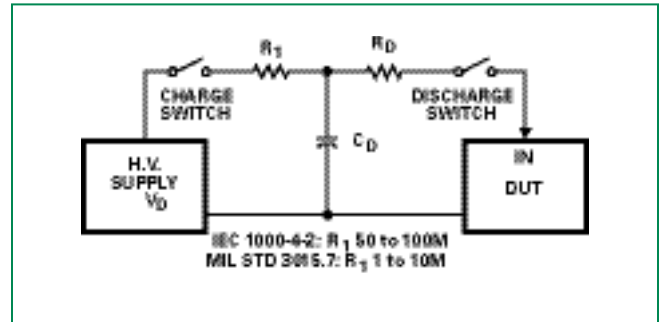 R1
RD
CHARGE
SWITCH
DISCHARGE
SWITCH
CD
H.V.
SUPPLY
VD
IN
DUT
IEC 1000-4-2: R1 50 to 100M
MIL STD 3015.7: R1 1 to 10M